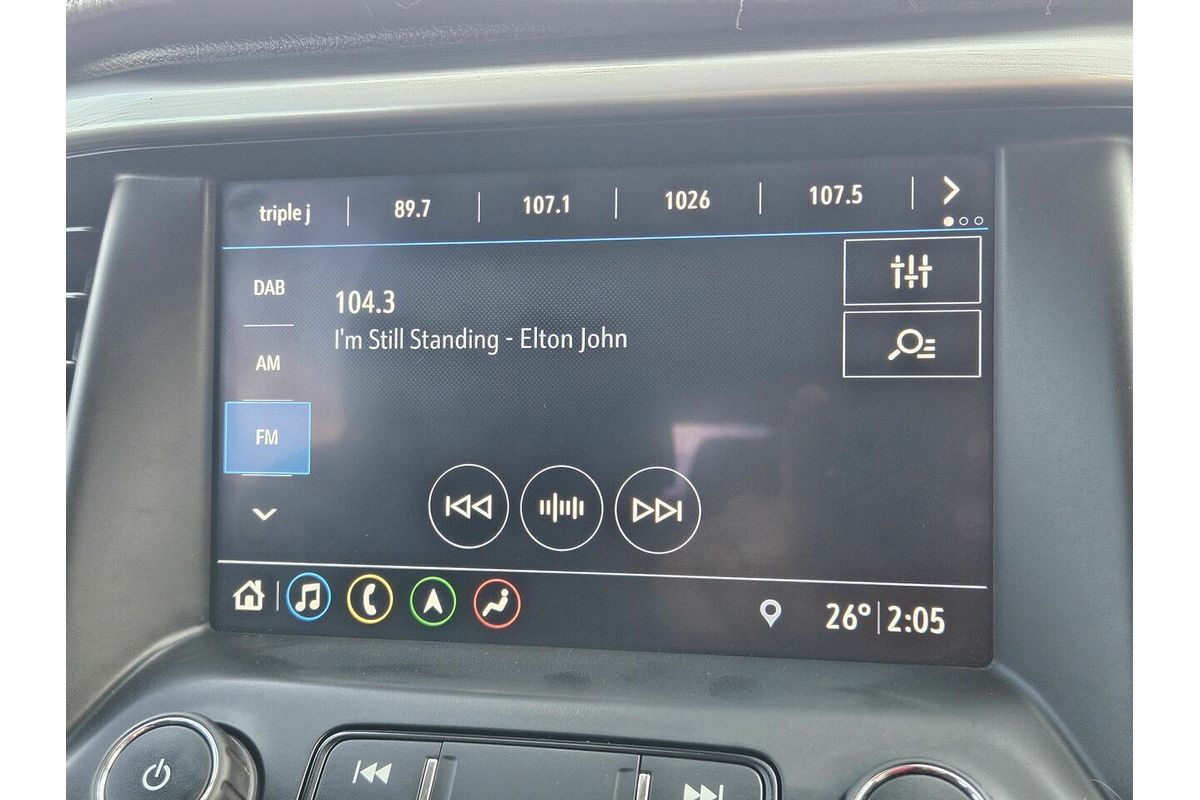 triple j | 89.7 | 107.1 | 1026 | 107.5
DAB
104.3
I'm Still Standing - Elton John
AM
FM
26° | 2:05